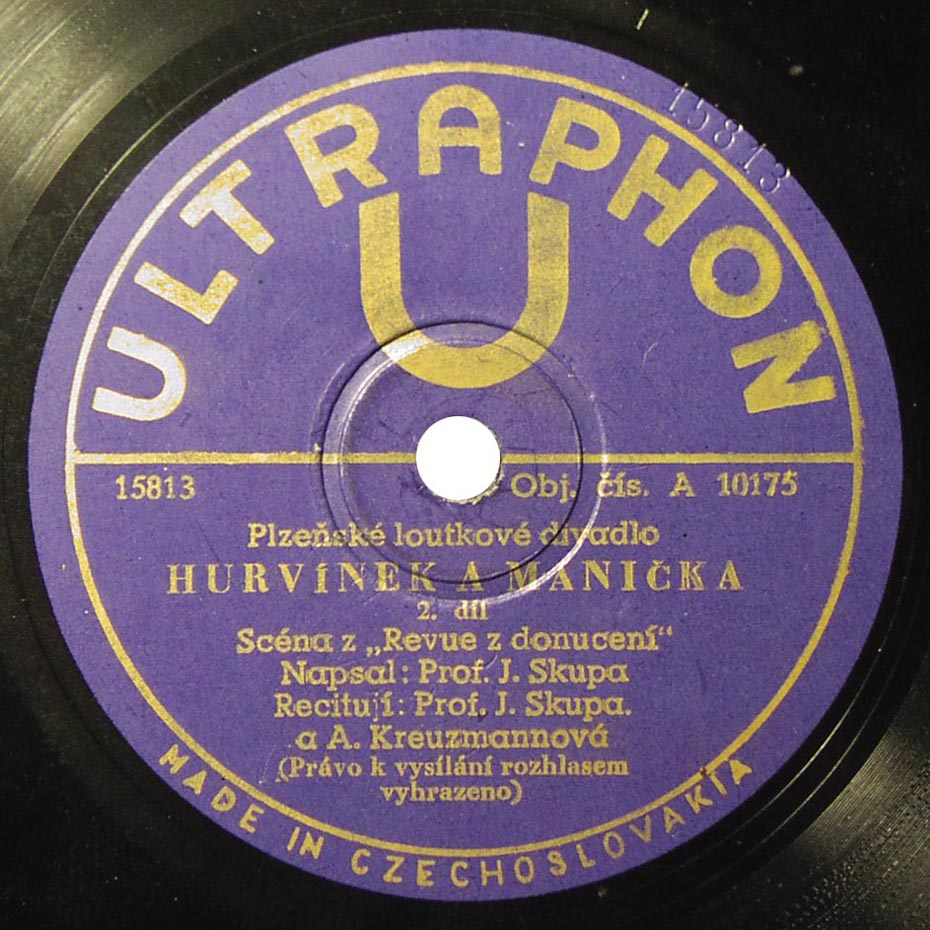 ULTRAPHON
U
15813
15813 Obj. čís. A 10175
Plzeňské loutkové divadlo
HURVÍNEK A MANIČKA
2. díl
Scéna z „Revue z donucení“
Napsal: Prof. J. Skupa
Recitují: Prof. J. Skupa.
a A. Kreuzmannová
(Právo k vysílání rozhlasem
vyhrazeno)
MADE IN CZECHOSLOVAKIA